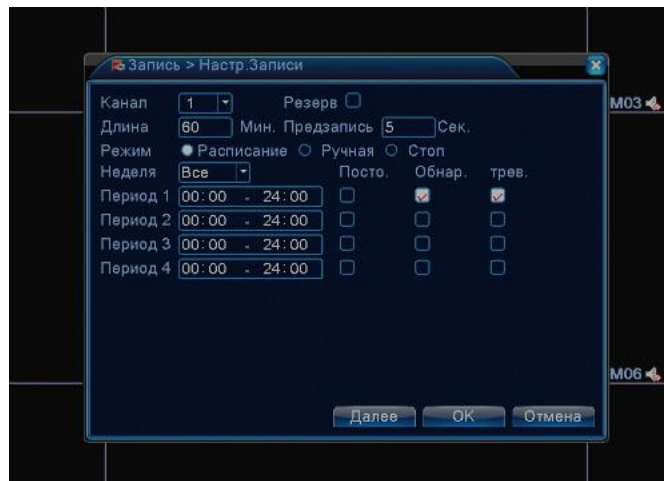 Запись > Настр.Записи
Канал 1 Резерв
Длина 60 Мин. Предзапись 5 Сек.
Режим Расписание Ручная Стоп
Неделя Все Посто. Обнар. трев.
Период 1 00:00 - 24:00
Период 2 00:00 - 24:00
Период 3 00:00 - 24:00
Период 4 00:00 - 24:00
Далее OK Отмена
M03
M06